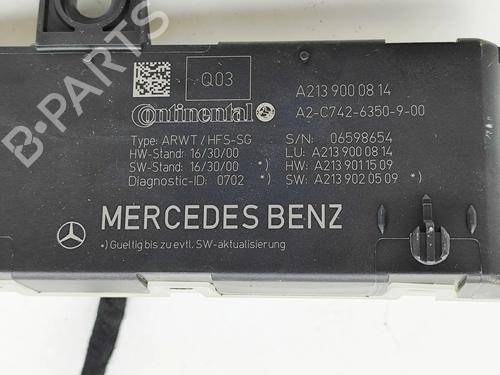 Q03
A213 900 08 14
Continental
A2-C742-6350-9-00
Type: ARWT/HFS-SG
S/N: 06598654
HW-Stand: 16/30/00
LU: A213 900 08 14
SW-Stand: 16/30/00 *)
HW: A213 901 15 09
Diagnostic-ID: 0702 *)
SW: A213 902 05 09 *)
MERCEDES BENZ
*) Gueltig bis zu evtl. SW-aktualisierung
B-PARTS